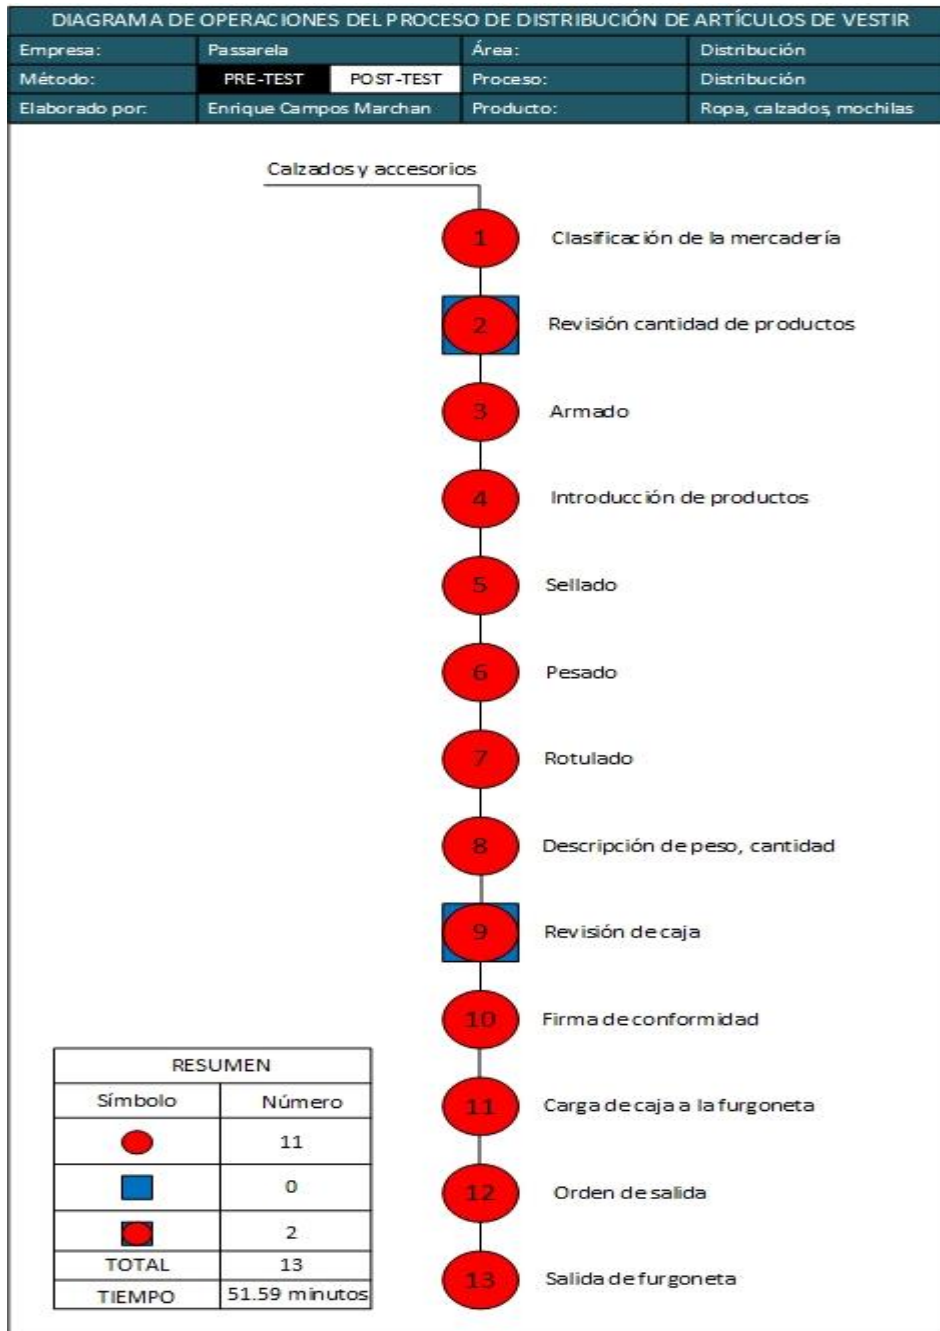 DIAGRAMA DE OPERACIONES DEL PROCESO DE DISTRIBUCIÓN DE ARTÍCULOS DE VESTIR
Empresa: Passarela Área: Distribución
Método: PRE-TEST POST-TEST Proceso: Distribución
Elaborado por: Enrique Campos Marchan Producto: Ropa, calzados, mochilas
Calzados y accesorios
1 Clasificación de la mercadería
2 Revisión cantidad de productos
3 Armado
4 Introducción de productos
5 Sellado
6 Pesado
7 Rotulado
8 Descripción de peso, cantidad
9 Revisión de caja
10 Firma de conformidad
11 Carga de caja a la furgoneta
12 Orden de salida
13 Salida de furgoneta
RESUMEN
Símbolo Número
11
0
2
TOTAL 13
TIEMPO 51.59 minutos